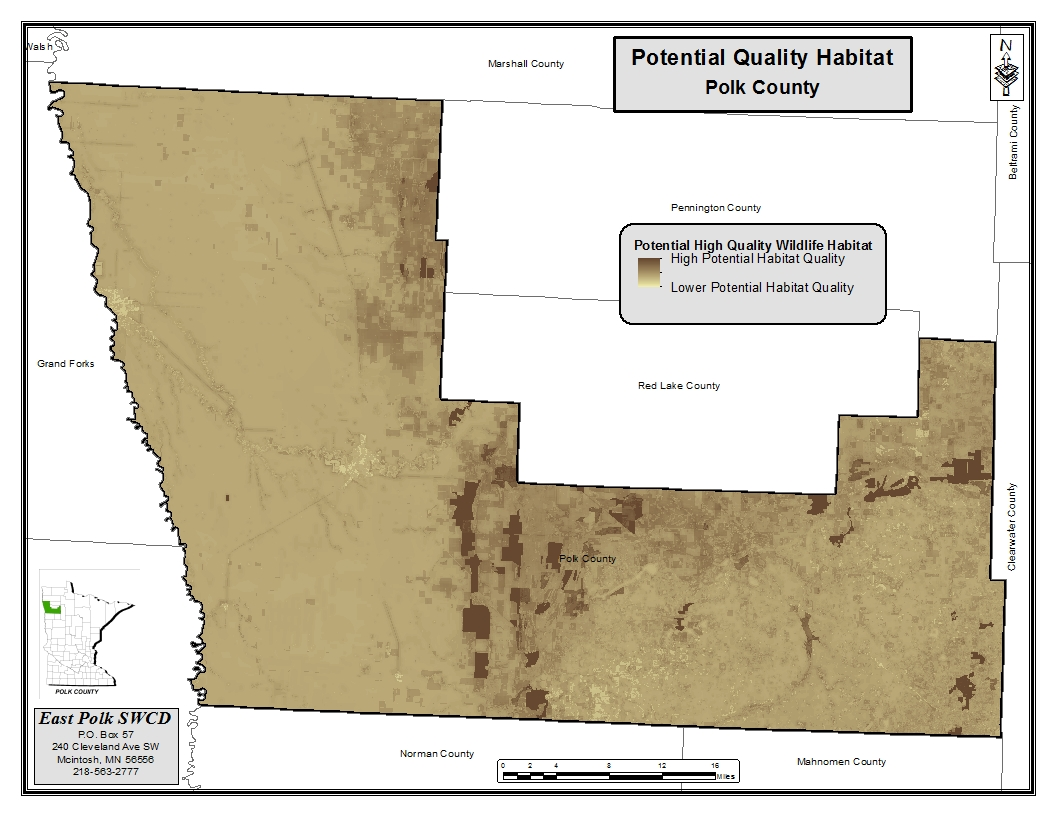 Walsh
Marshall County
Potential Quality Habitat
Polk County
N
Beltrami County
Pennington County
Potential High Quality Wildlife Habitat
High Potential Habitat Quality
Lower Potential Habitat Quality
Grand Forks
Red Lake County
Clearwater County
Polk County
POLK COUNTY
East Polk SWCD
P.O. Box 57
240 Cleveland Ave SW
Mcintosh, MN 56556
218-563-2777
Norman County
Mahnomen County
0 2 4 8 12 16
Miles